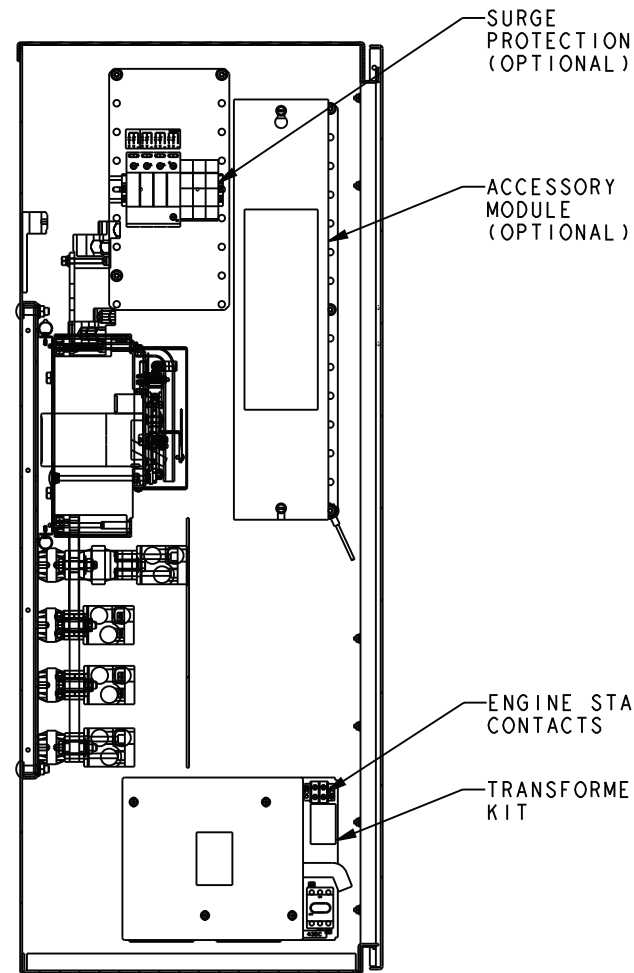 SURGE
PROTECTION
(OPTIONAL)
ACCESSORY
MODULE
(OPTIONAL)
ENGINE STA
CONTACTS
TRANSFORME
KIT